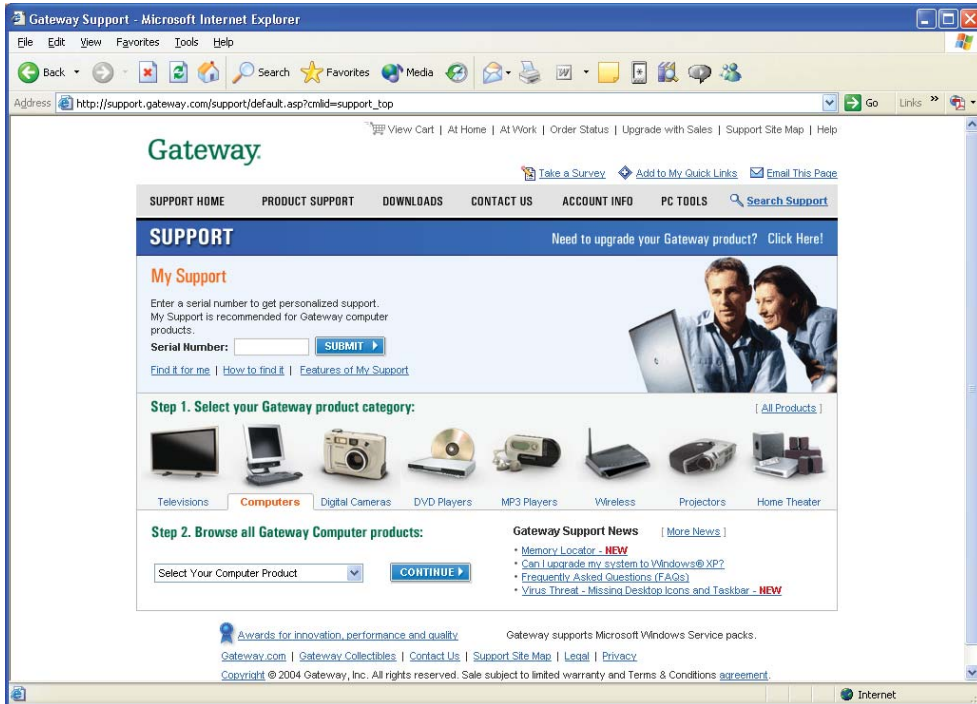 Gateway Support - Microsoft Internet Explorer
File Edit View Favorites Tools Help
Back Search Favorites Media
Address http://support.gateway.com/support/default.asp?cmlid=support_top Go Links »
View Cart | At Home | At Work | Order Status | Upgrade with Sales | Support Site Map | Help
Gateway.
Take a Survey Add to My Quick Links Email This Page
SUPPORT HOME PRODUCT SUPPORT DOWNLOADS CONTACT US ACCOUNT INFO PC TOOLS Search Support
SUPPORT Need to upgrade your Gateway product? Click Here!
My Support
Enter a serial number to get personalized support.
My Support is recommended for Gateway computer
products.
Serial Number: SUBMIT
Find it for me | How to find it | Features of My Support
Step 1. Select your Gateway product category: [ All Products ]
Televisions Computers Digital Cameras DVD Players MP3 Players Wireless Projectors Home Theater
Step 2. Browse all Gateway Computer products:
Select Your Computer Product CONTINUE
Gateway Support News [ More News ]
• Memory Locator - NEW
• Can I upgrade my system to Windows® XP?
• Frequently Asked Questions (FAQs)
• Virus Threat - Missing Desktop Icons and Taskbar - NEW
Awards for innovation, performance and quality Gateway supports Microsoft Windows Service packs.
Gateway.com | Gateway Collectibles | Contact Us | Support Site Map | Legal | Privacy
Copyright © 2004 Gateway, Inc. All rights reserved. Sale subject to limited warranty and Terms & Conditions agreement.
Internet